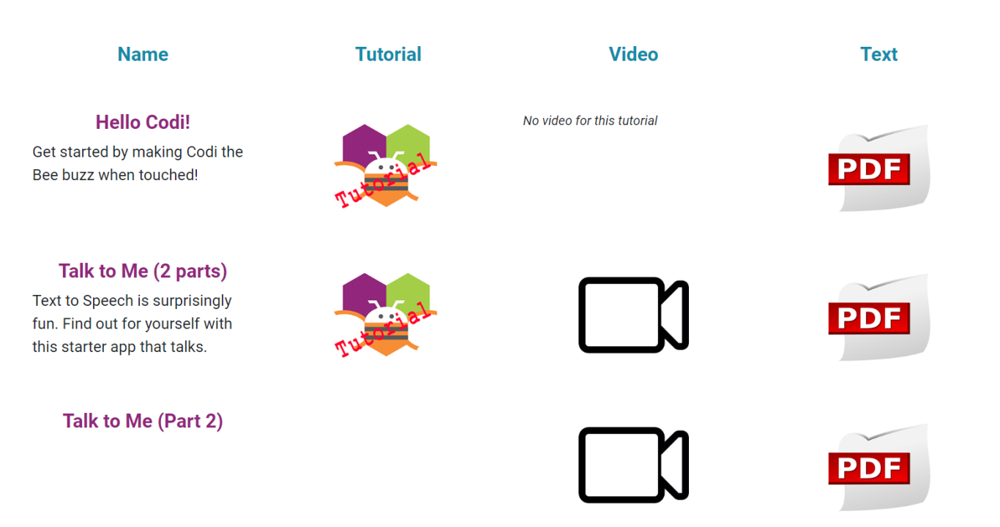 Name Tutorial Video Text
Hello Codi!
Get started by making Codi the
Bee buzz when touched!
Tutorial
No video for this tutorial
PDF
Talk to Me (2 parts)
Text to Speech is surprisingly
fun. Find out for yourself with
this starter app that talks.
Tutorial
PDF
Talk to Me (Part 2)
PDF